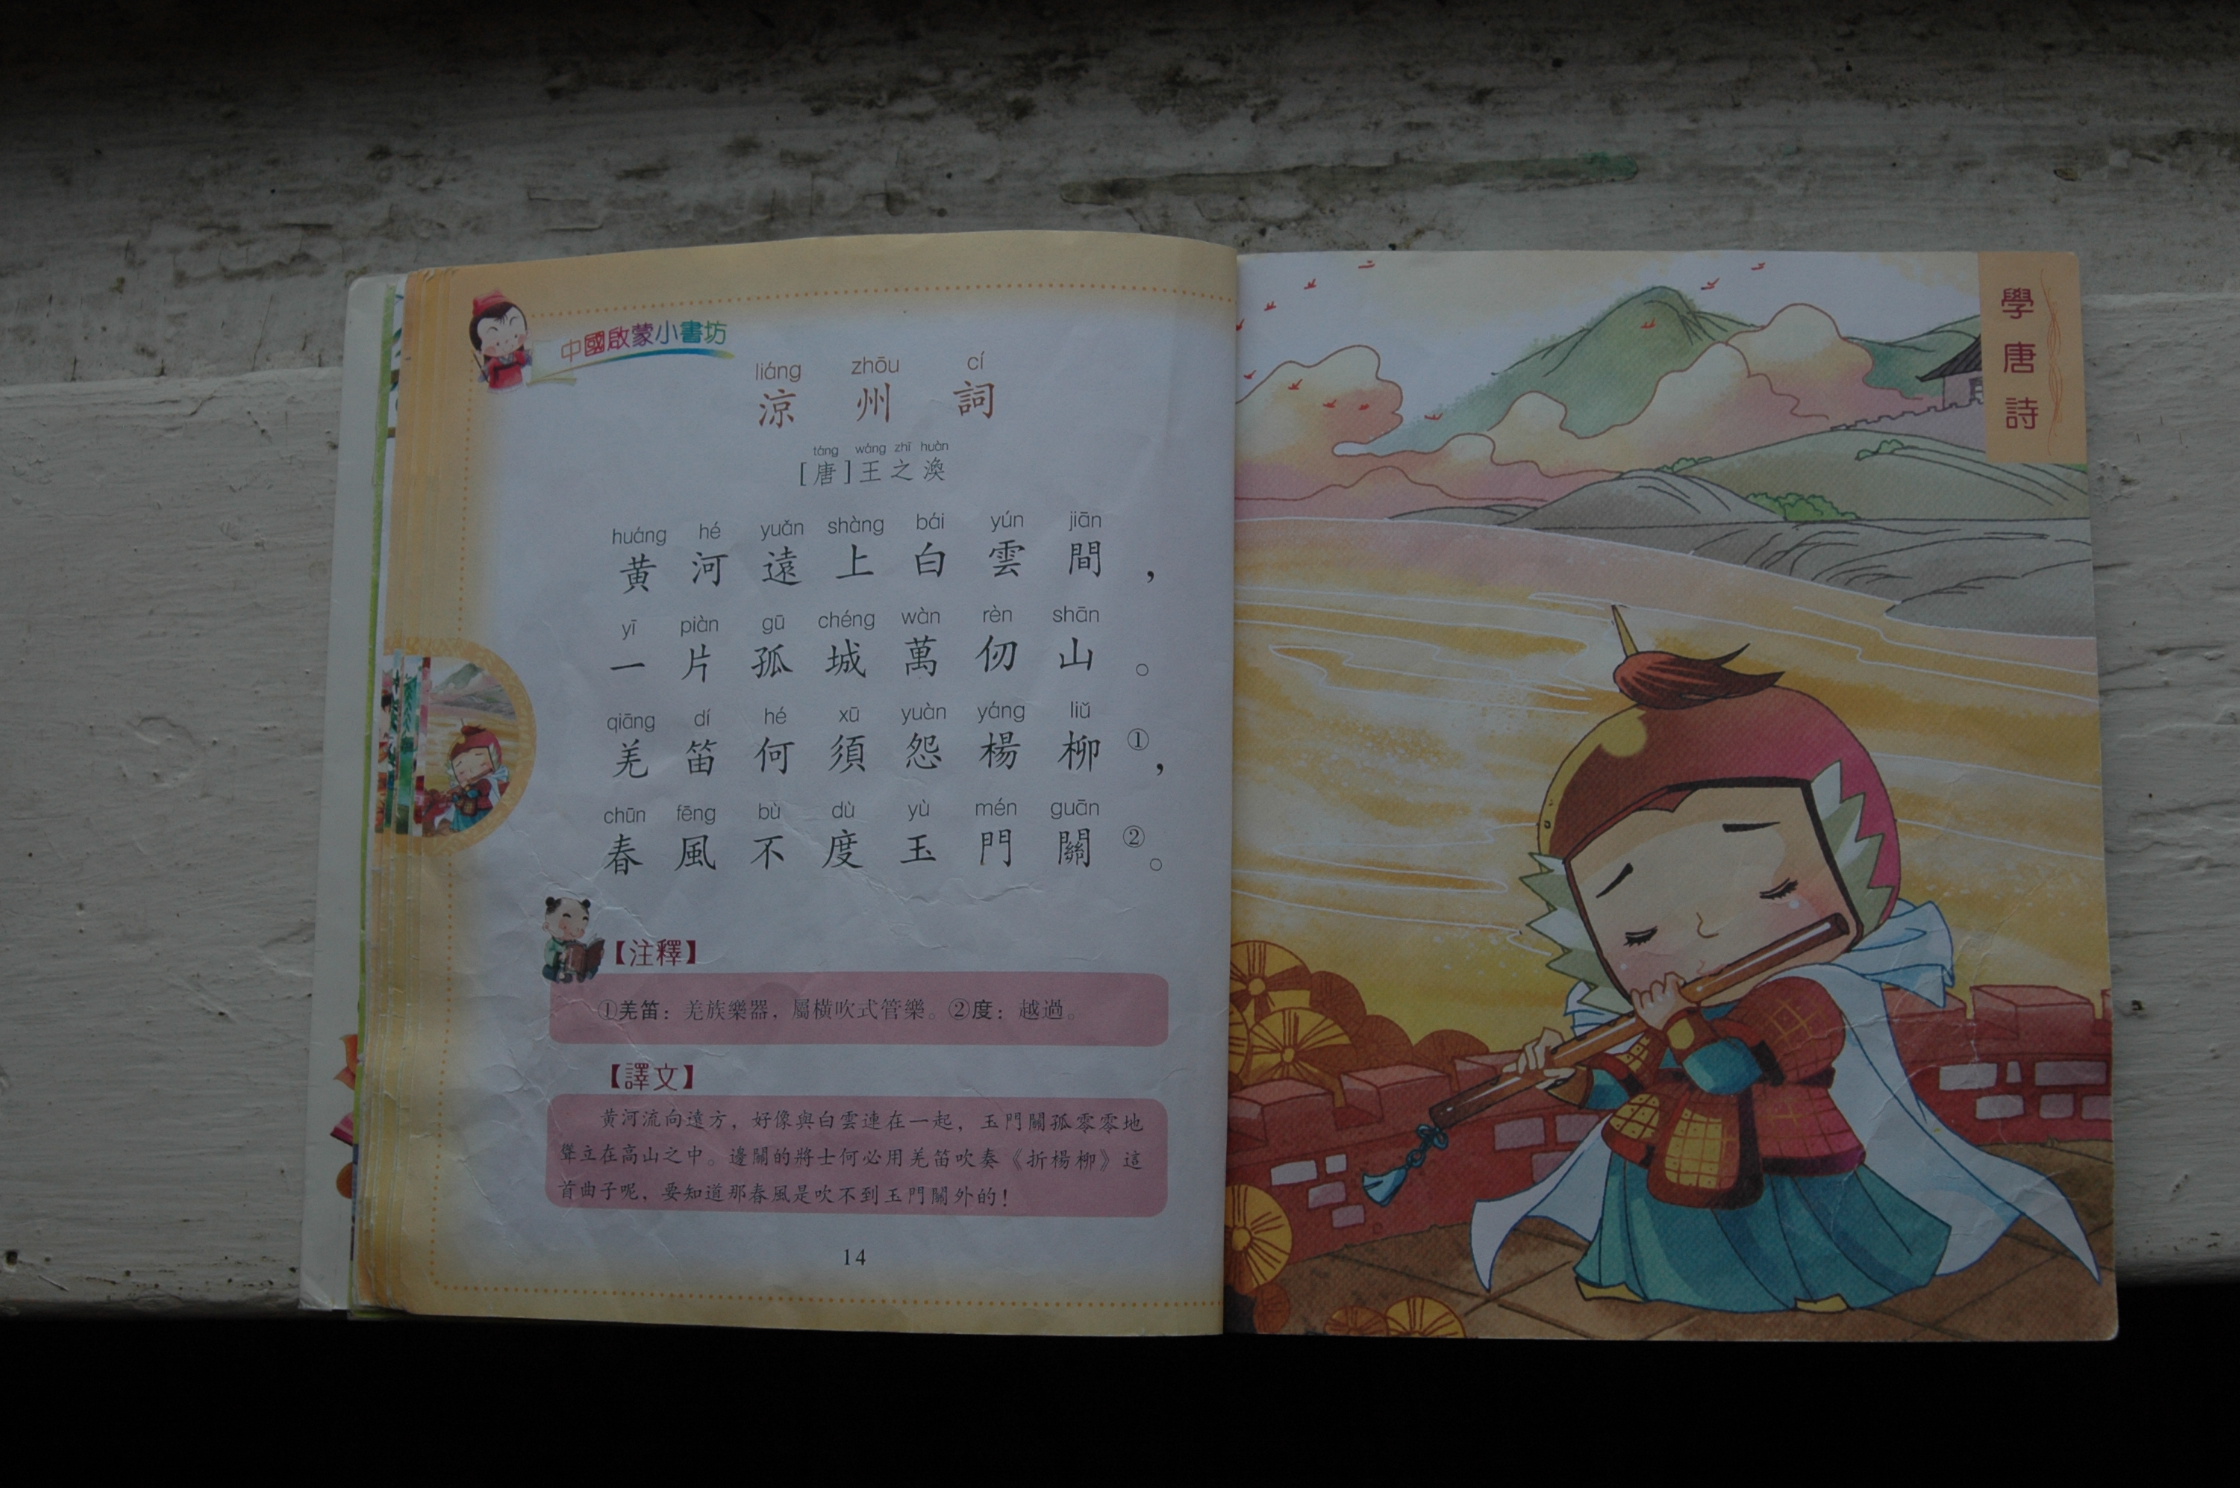 中國啟蒙小書坊
liáng zhōu cí
涼州詞
táng wáng zhī huàn
[唐]王之渙
huáng hé yuǎn shàng bái yún jiān
黄河遠上白雲間，
yī piàn gū chéng wàn rèn shān
一片孤城萬仞山。
qiāng dí hé xū yuàn yáng liǔ
羌笛何須怨楊柳①，
chūn fēng bù dù yù mén guān
春風不度玉門關②。
【注釋】
①羌笛：羌族樂器，屬橫吹式管樂。②度：越過。
【譯文】
黄河流向遠方，好像與白雲連在一起，玉門關孤零零地
聳立在高山之中。邊關的將士何必用羌笛吹奏《折楊柳》這
首曲子呢，要知道那春風是吹不到玉門關外的！
14
學唐詩